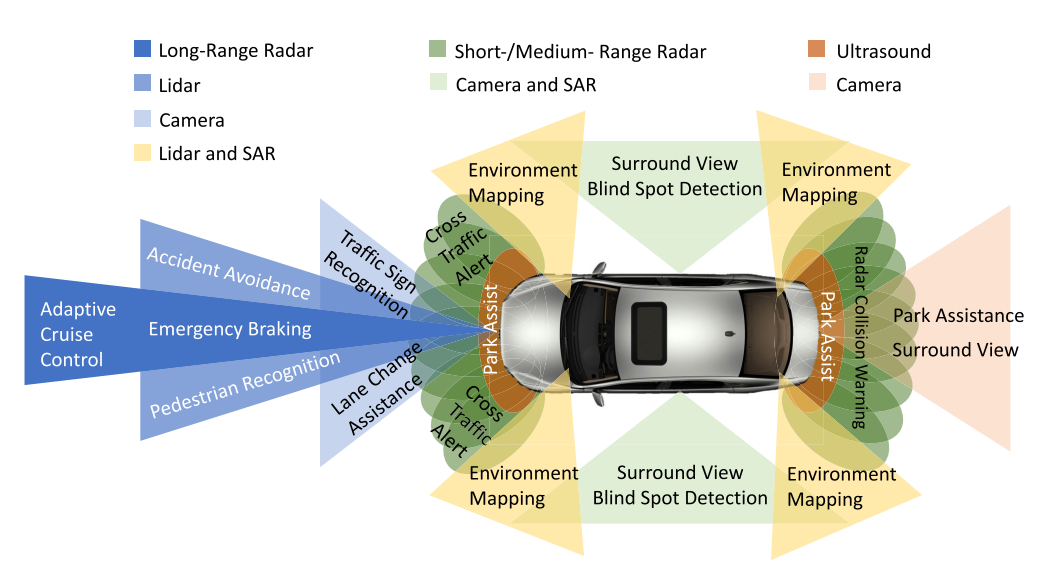 Long-Range Radar
Lidar
Camera
Lidar and SAR
Short-/Medium- Range Radar
Camera and SAR
Ultrasound
Camera
Environment
Mapping
Surround View
Blind Spot Detection
Environment
Mapping
Cross
Traffic
Alert
Traffic Sign
Recognition
Accident Avoidance
Adaptive
Cruise
Control
Emergency Braking
Pedestrian Recognition
Lane Change
Assistance
Park Assist
Cross
Traffic
Alert
Park Assist
Radar Collision Warning
Park Assistance
Surround View
Environment
Mapping
Surround View
Blind Spot Detection
Environment
Mapping